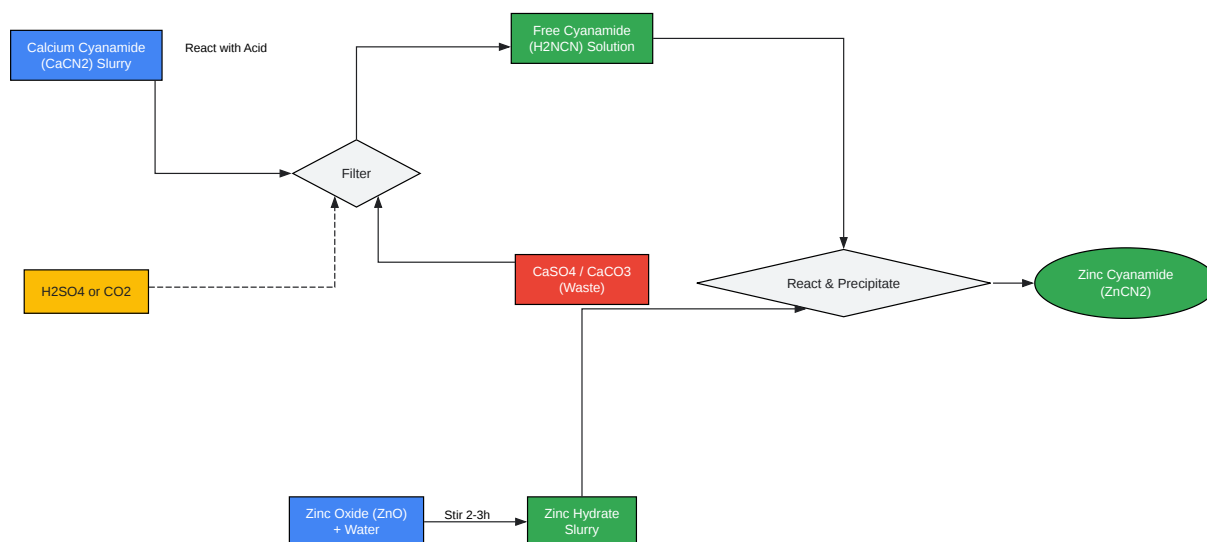 Calcium Cyanamide
(CaCN2) Slurry
React with Acid
Free Cyanamide
(H2NCN) Solution
Filter
H2SO4 or CO2
CaSO4 / CaCO3
(Waste)
React & Precipitate
Zinc Cyanamide
(ZnCN2)
Zinc Oxide (ZnO)
+ Water
Stir 2-3h
Zinc Hydrate
Slurry